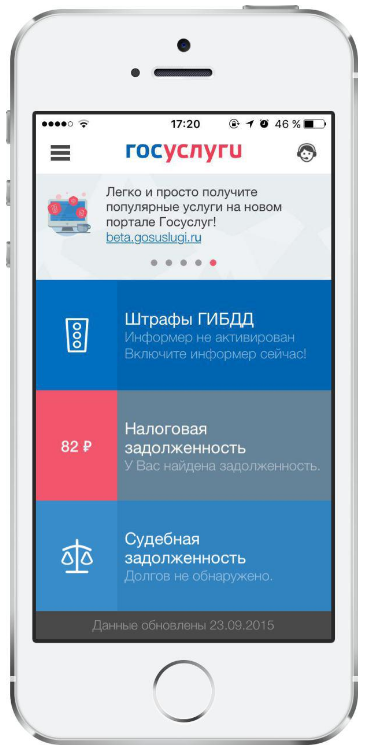 17:20 46 %
госуслуги
Легко и просто получите
популярные услуги на новом
портале Госуслуг!
beta.gosuslugi.ru
Штрафы ГИБДД
Информер не активирован
Включите информер сейчас!
82 ₽
Налоговая
задолженность
У Вас найдена задолженность.
Судебная
задолженность
Долгов не обнаружено.
Данные обновлены 23.09.2015